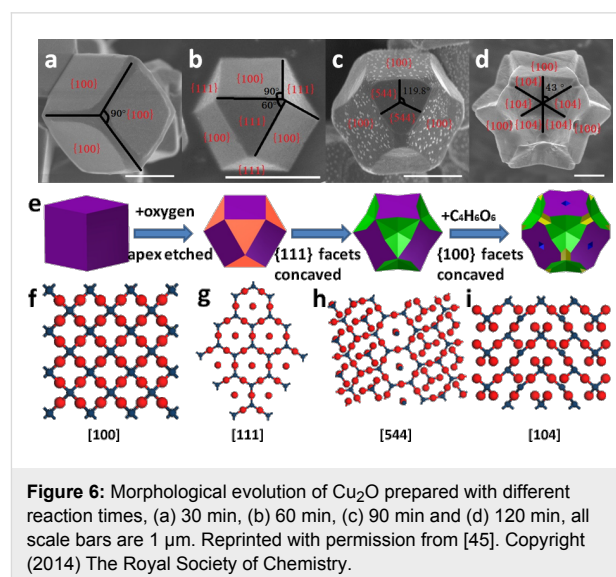 a
{100}
90°
{100}
{100}
b
{100}
90°
{111}
{111}
60°
{111}
{100}
{100}
{111}
c
{100}
{544}
119.8°
{100}
{544}
{100}
d
{100}
{104}
43 °
{104}
{104}
{104}
{104}
{100}
{100}
e
+oxygen
apex etched
{111} facets
concaved
+C₄H₆O₆
{100} facets
concaved
f
g
h
i
[100]
[111]
[544]
[104]
Figure 6: Morphological evolution of Cu₂O prepared with different
reaction times, (a) 30 min, (b) 60 min, (c) 90 min and (d) 120 min, all
scale bars are 1 µm. Reprinted with permission from [45]. Copyright
(2014) The Royal Society of Chemistry.